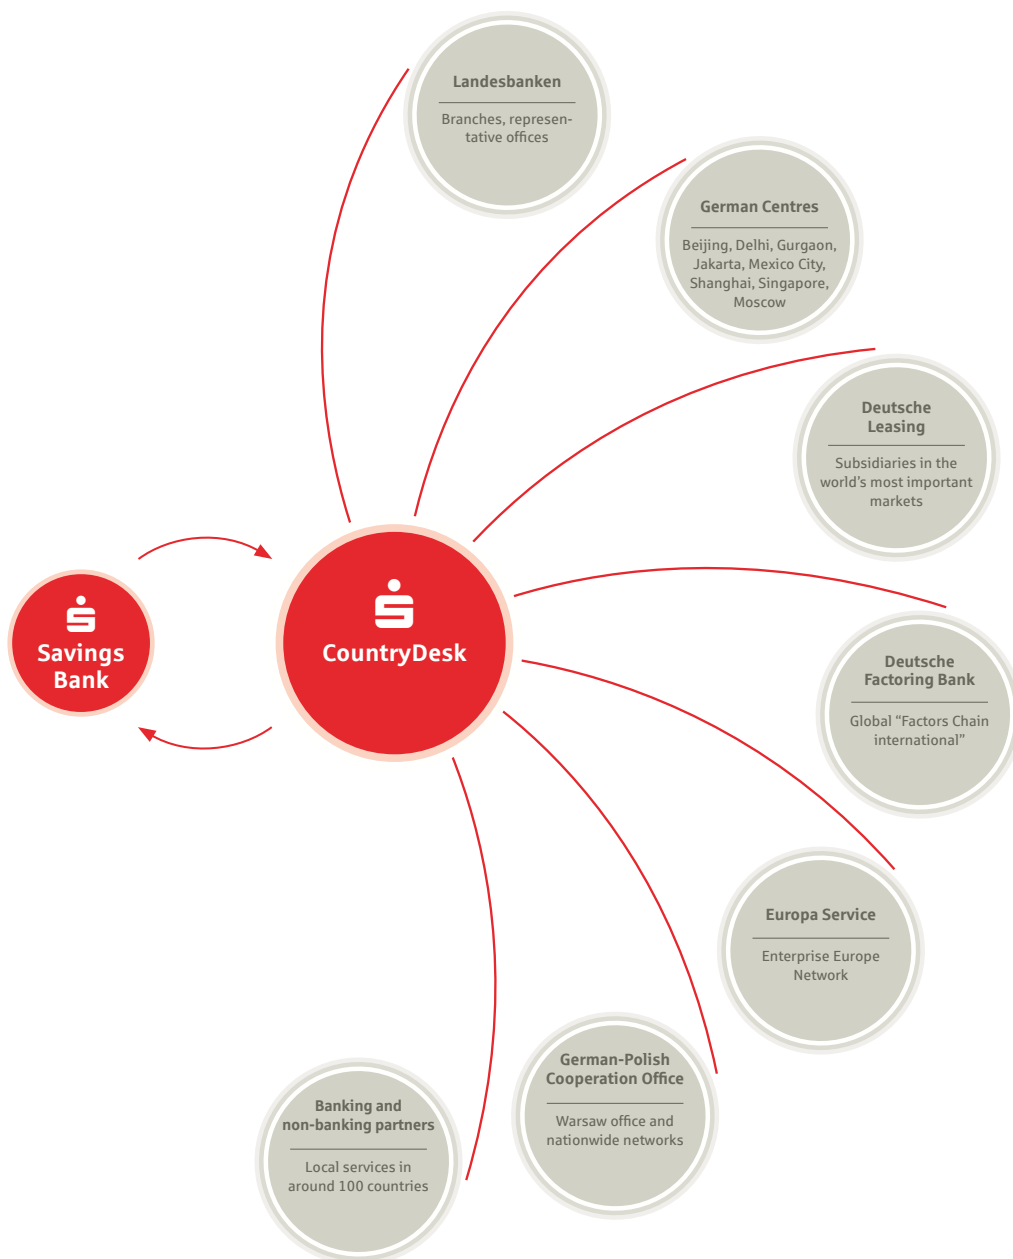 Landesbanken
Branches, represen-
tative offices
German Centres
Beijing, Delhi, Gurgaon,
Jakarta, Mexico City,
Shanghai, Singapore,
Moscow
Deutsche
Leasing
Subsidiaries in the
world's most important
markets
Savings
Bank
CountryDesk
Deutsche
Factoring Bank
Global “Factors Chain
international”
Europa Service
Enterprise Europe
Network
German-Polish
Cooperation Office
Warsaw office and
nationwide networks
Banking and
non-banking partners
Local services in
around 100 countries